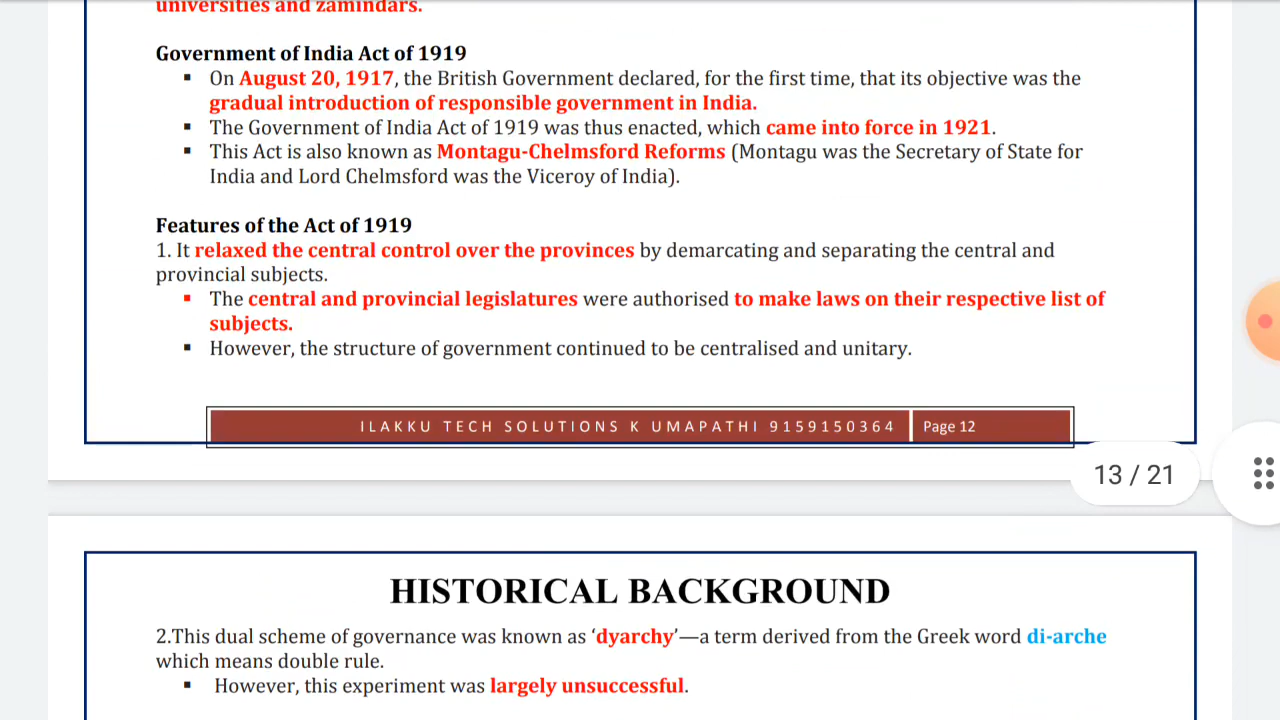 universities and zamindars.
Government of India Act of 1919
▪ On August 20, 1917, the British Government declared, for the first time, that its objective was the
gradual introduction of responsible government in India.
▪ The Government of India Act of 1919 was thus enacted, which came into force in 1921.
▪ This Act is also known as Montagu-Chelmsford Reforms (Montagu was the Secretary of State for
India and Lord Chelmsford was the Viceroy of India).
Features of the Act of 1919
1. It relaxed the central control over the provinces by demarcating and separating the central and
provincial subjects.
▪ The central and provincial legislatures were authorised to make laws on their respective list of
subjects.
▪ However, the structure of government continued to be centralised and unitary.
ILAKKU TECH SOLUTIONS K UMAPATHI 9159150364 Page 12
13 / 21
HISTORICAL BACKGROUND
2.This dual scheme of governance was known as ‘dyarchy’—a term derived from the Greek word di-arche
which means double rule.
▪ However, this experiment was largely unsuccessful.